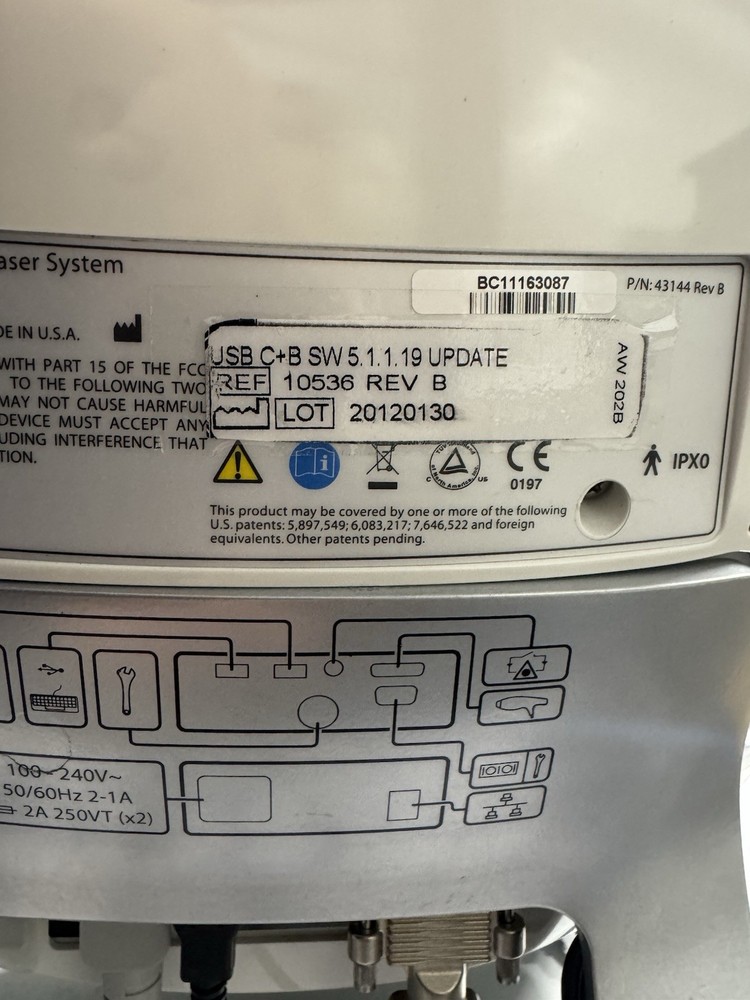 aser System
BC11163087
P/N: 43144 Rev B
DE IN U.S.A.
WITH PART 15 OF THE FCC
TO THE FOLLOWING TWO
MAY NOT CAUSE HARMFUL
DEVICE MUST ACCEPT ANY
UDING INTERFERENCE THAT
TION.
USB C+B SW 5.1.1.19 UPDATE
REF 10536 REV B
LOT 20120130
AW 202B
C US
CE
0197
IPX0
This product may be covered by one or more of the following
U.S. patents: 5,897,549; 6,083,217; 7,646,522 and foreign
equivalents. Other patents pending.
IOIOI
100-240V~
50/60Hz 2-1A
2A 250VT (x2)